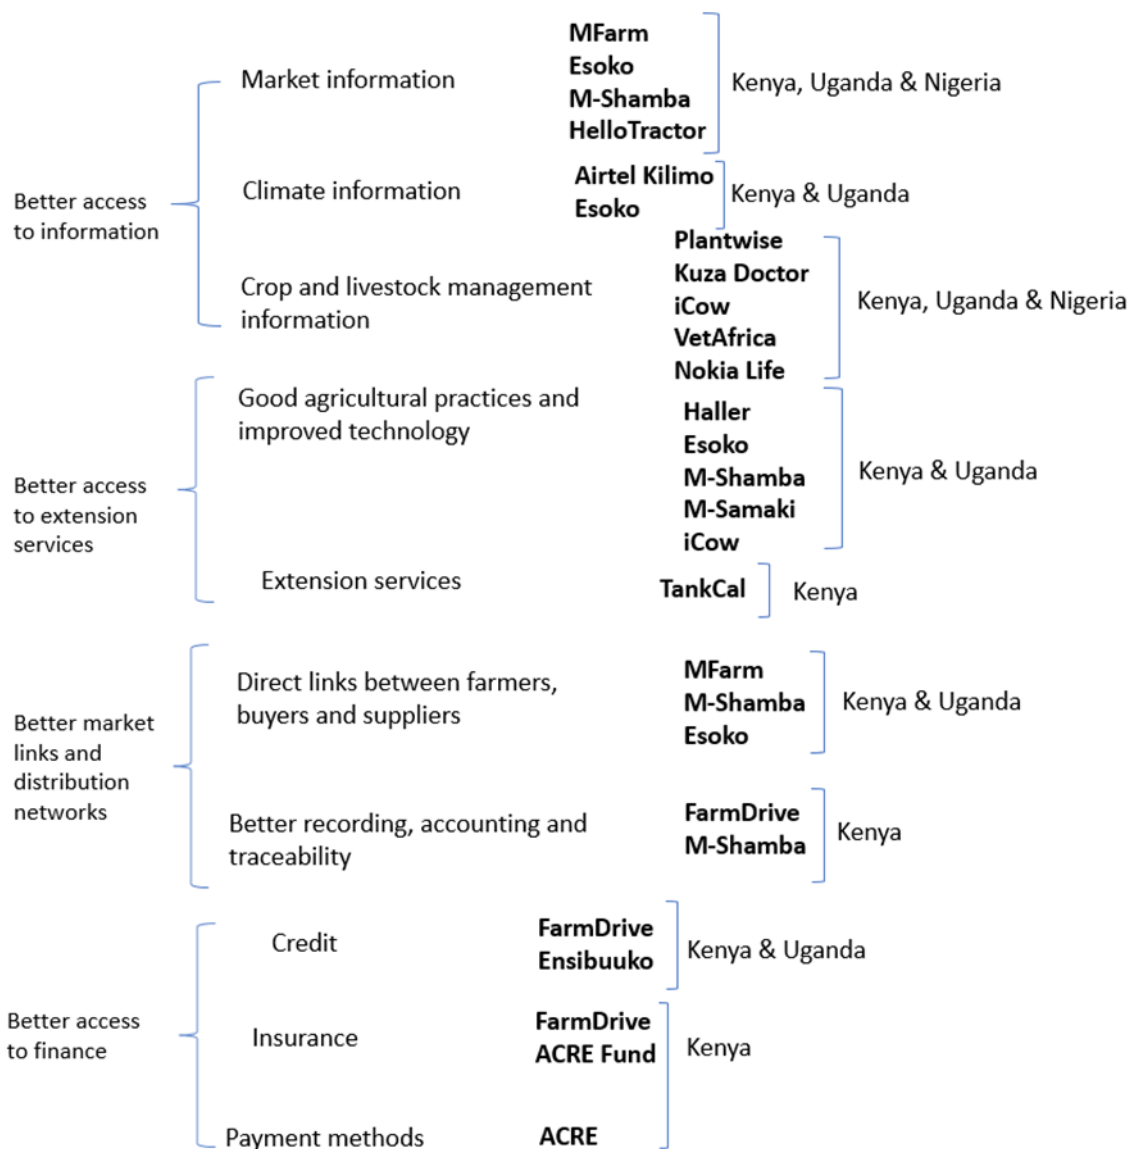 Better access
to information
Market information
MFarm
Esoko
M-Shamba
HelloTractor
Kenya, Uganda & Nigeria
Climate information
Airtel Kilimo
Esoko
Kenya & Uganda
Crop and livestock management
information
Plantwise
Kuza Doctor
iCow
VetAfrica
Nokia Life
Kenya, Uganda & Nigeria
Better access
to extension
services
Good agricultural practices and
improved technology
Haller
Esoko
M-Shamba
M-Samaki
iCow
Kenya & Uganda
Extension services
TankCal
Kenya
Better market
links and
distribution
networks
Direct links between farmers,
buyers and suppliers
MFarm
M-Shamba
Esoko
Kenya & Uganda
Better recording, accounting and
traceability
FarmDrive
M-Shamba
Kenya
Better access
to finance
Credit
FarmDrive
Ensibuuko
Kenya & Uganda
Insurance
FarmDrive
ACRE Fund
Kenya
Payment methods
ACRE